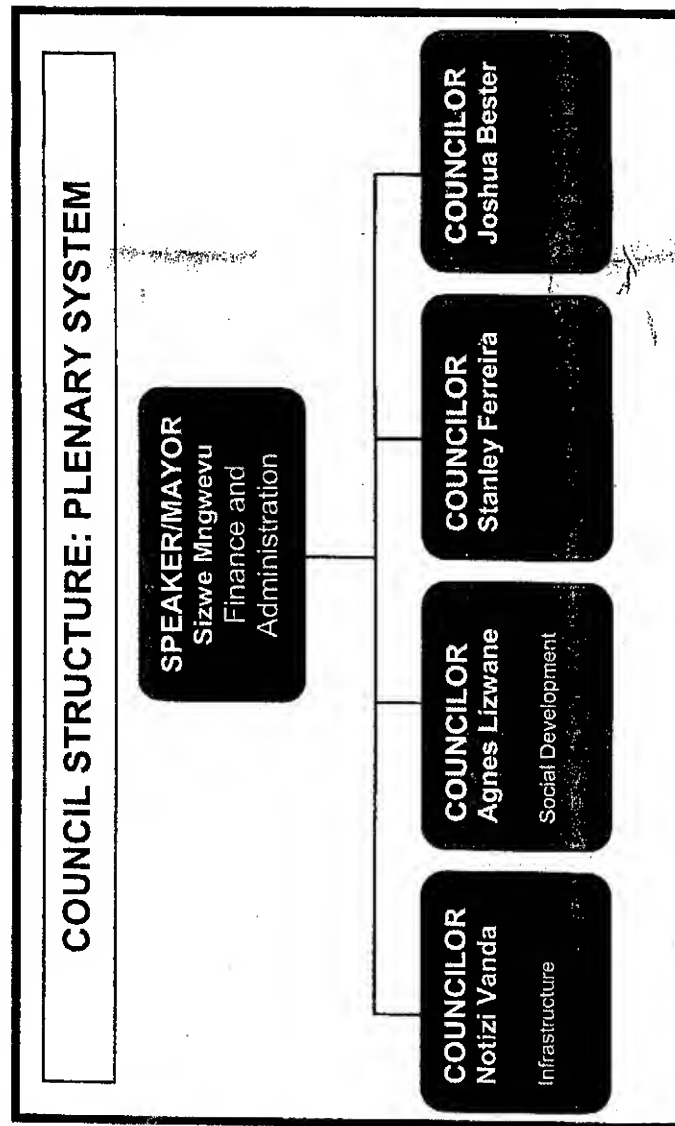 COUNCIL STRUCTURE: PLENARY SYSTEM
SPEAKER/MAYOR
Sizwe Mngwevu
Finance and
Administration
COUNCILOR
Notizi Vanda
Infrastructure
COUNCILOR
Agnes Lizwane
Social Development
COUNCILOR
Stanley Ferreira
COUNCILOR
Joshua Bester